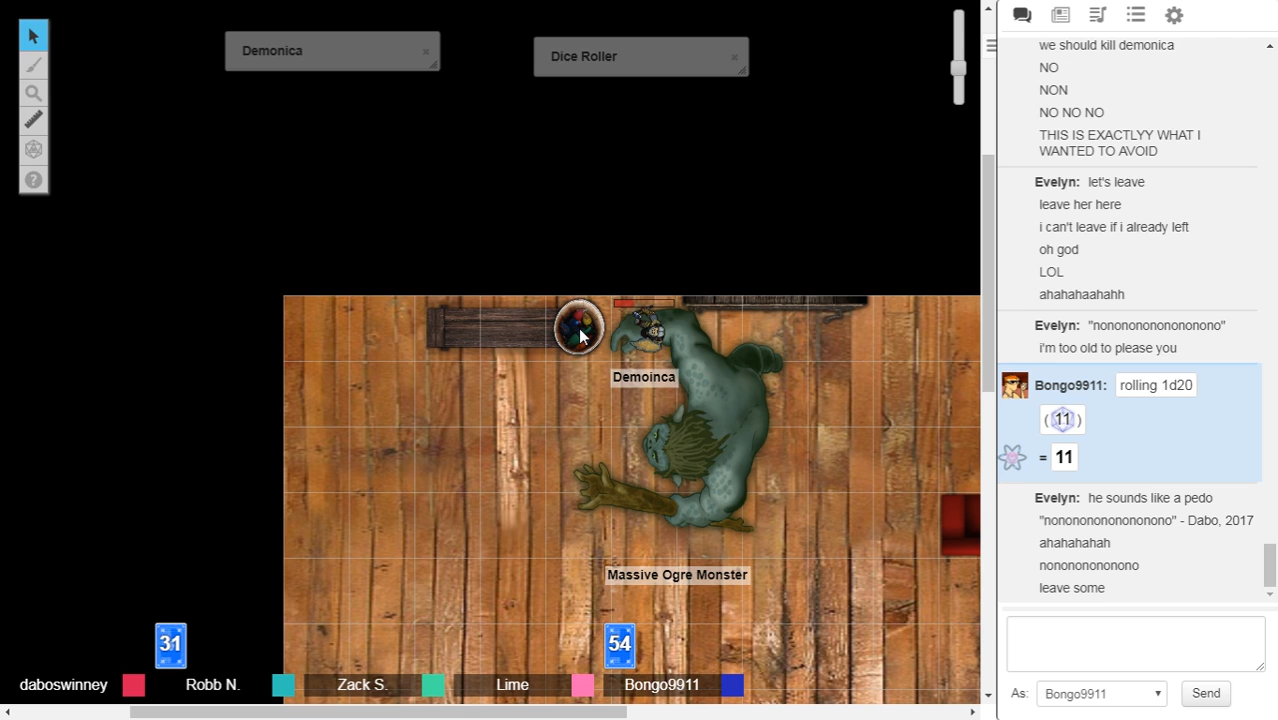 Demonica
×
Dice Roller
×
Demoinca
Massive Ogre Monster
31
54
daboswinney
Robb N.
Zack S.
Lime
Bongo9911
we should kill demonica
NO
NON
NO NO NO
THIS IS EXACTLYY WHAT I
WANTED TO AVOID
Evelyn: let's leave
leave her here
i can't leave if i already left
oh god
LOL
ahahahaahahh
Evelyn: "nonononononononono"
i'm too old to please you
Bongo9911: rolling 1d20
(11)
= 11
Evelyn: he sounds like a pedo
"nonononononononono" - Dabo, 2017
ahahahahah
nonononononono
leave some
As: Bongo9911
Send